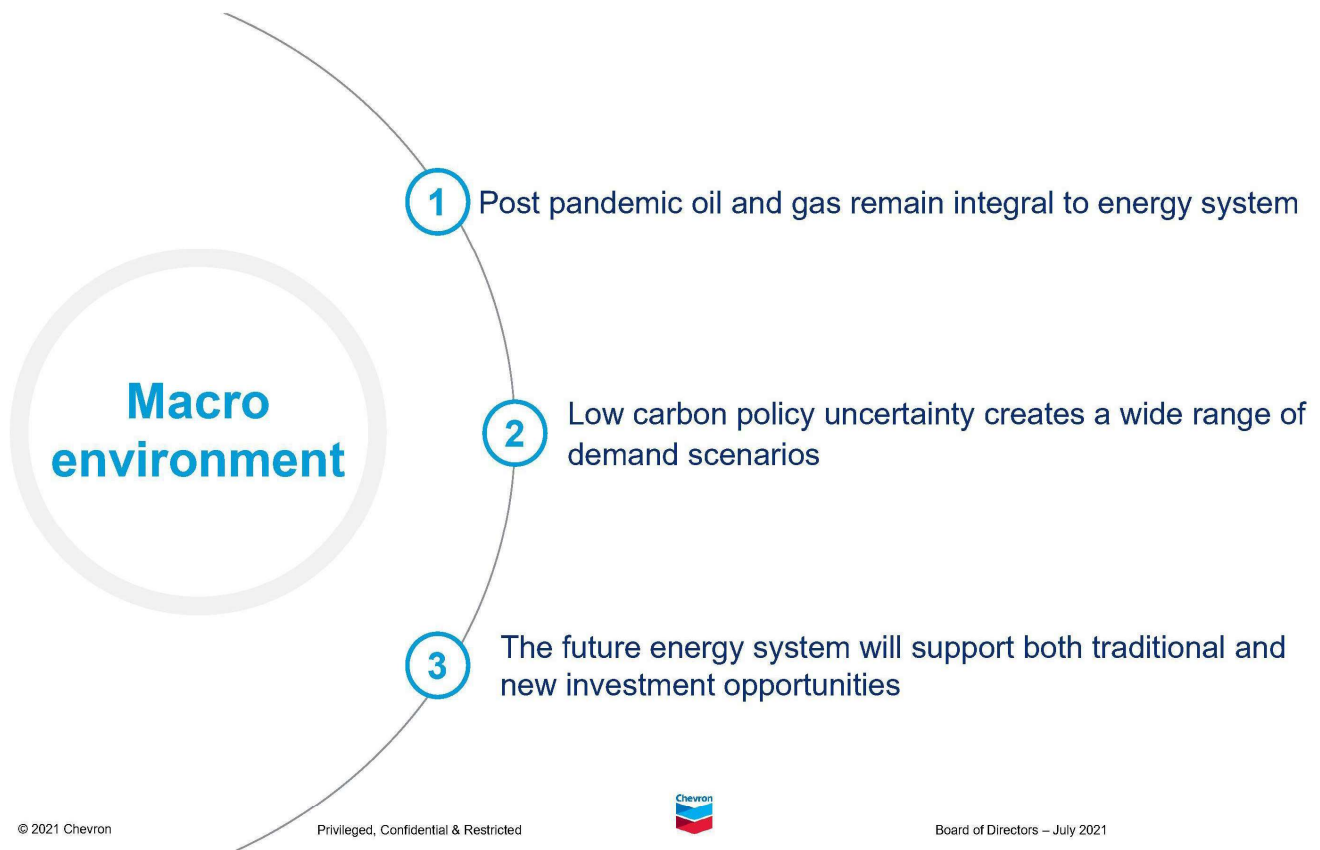 1 Post pandemic oil and gas remain integral to energy system
Macro
environment
2 Low carbon policy uncertainty creates a wide range of
demand scenarios
3 The future energy system will support both traditional and
new investment opportunities
Chevron
© 2021 Chevron
Privileged, Confidential & Restricted
Board of Directors – July 2021